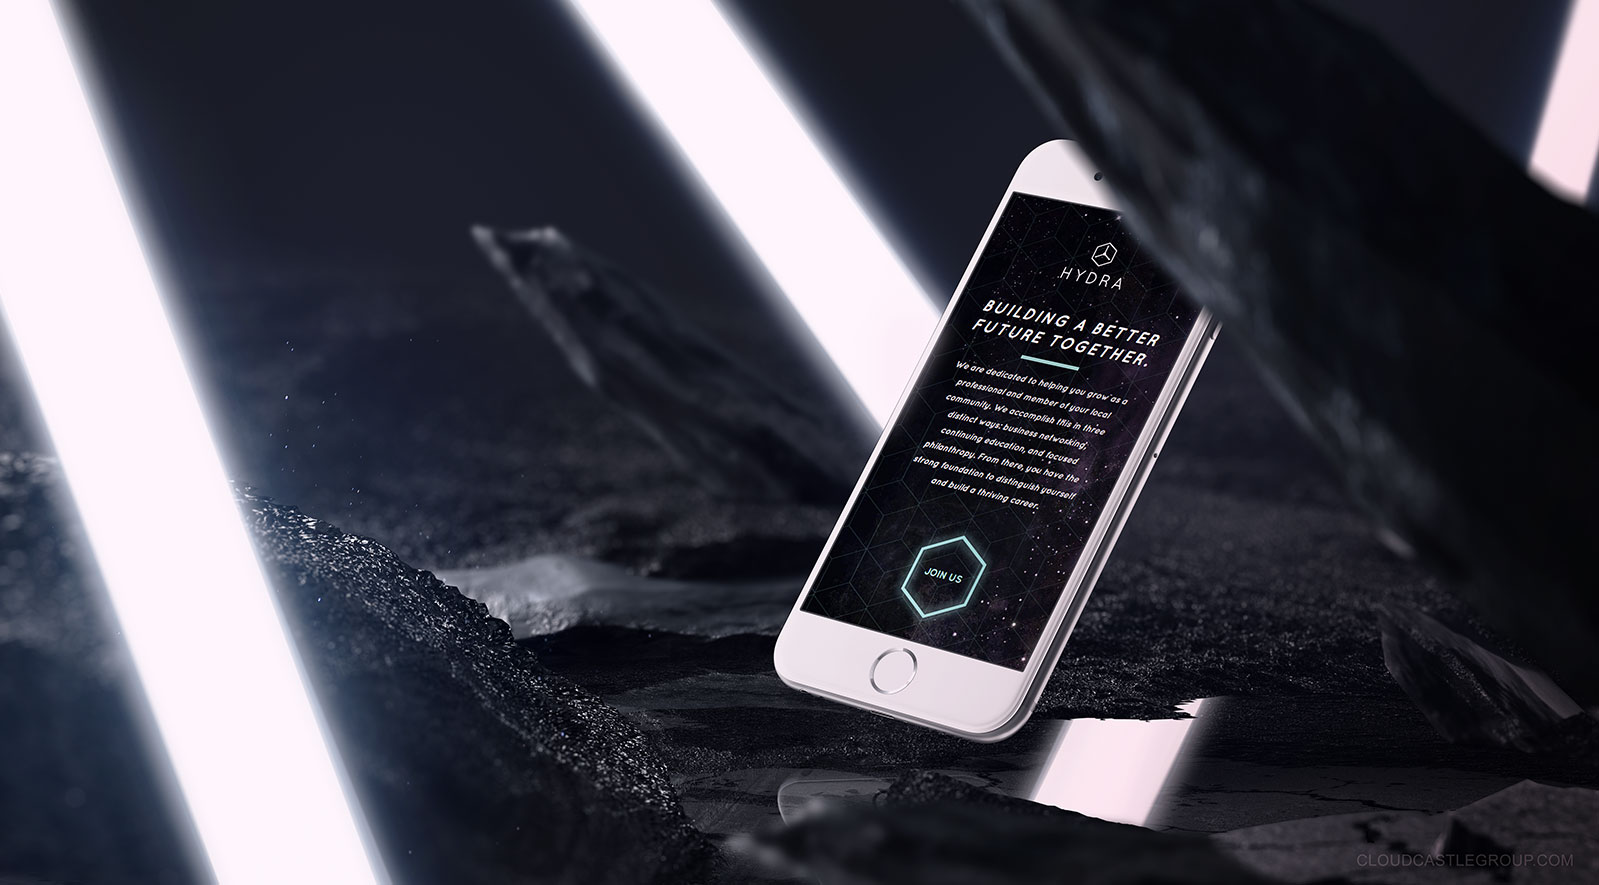 HYDRA
BUILDING A BETTER
FUTURE TOGETHER.
We are dedicated to helping you grow as a
professional and member of your local
community. We accomplish this in three
distinct ways: business networking,
continuing education, and focused
philanthropy. From there, you have the
strong foundation to distinguish yourself
and build a thriving career.
JOIN US
CLOUDCASTLEGROUP.COM